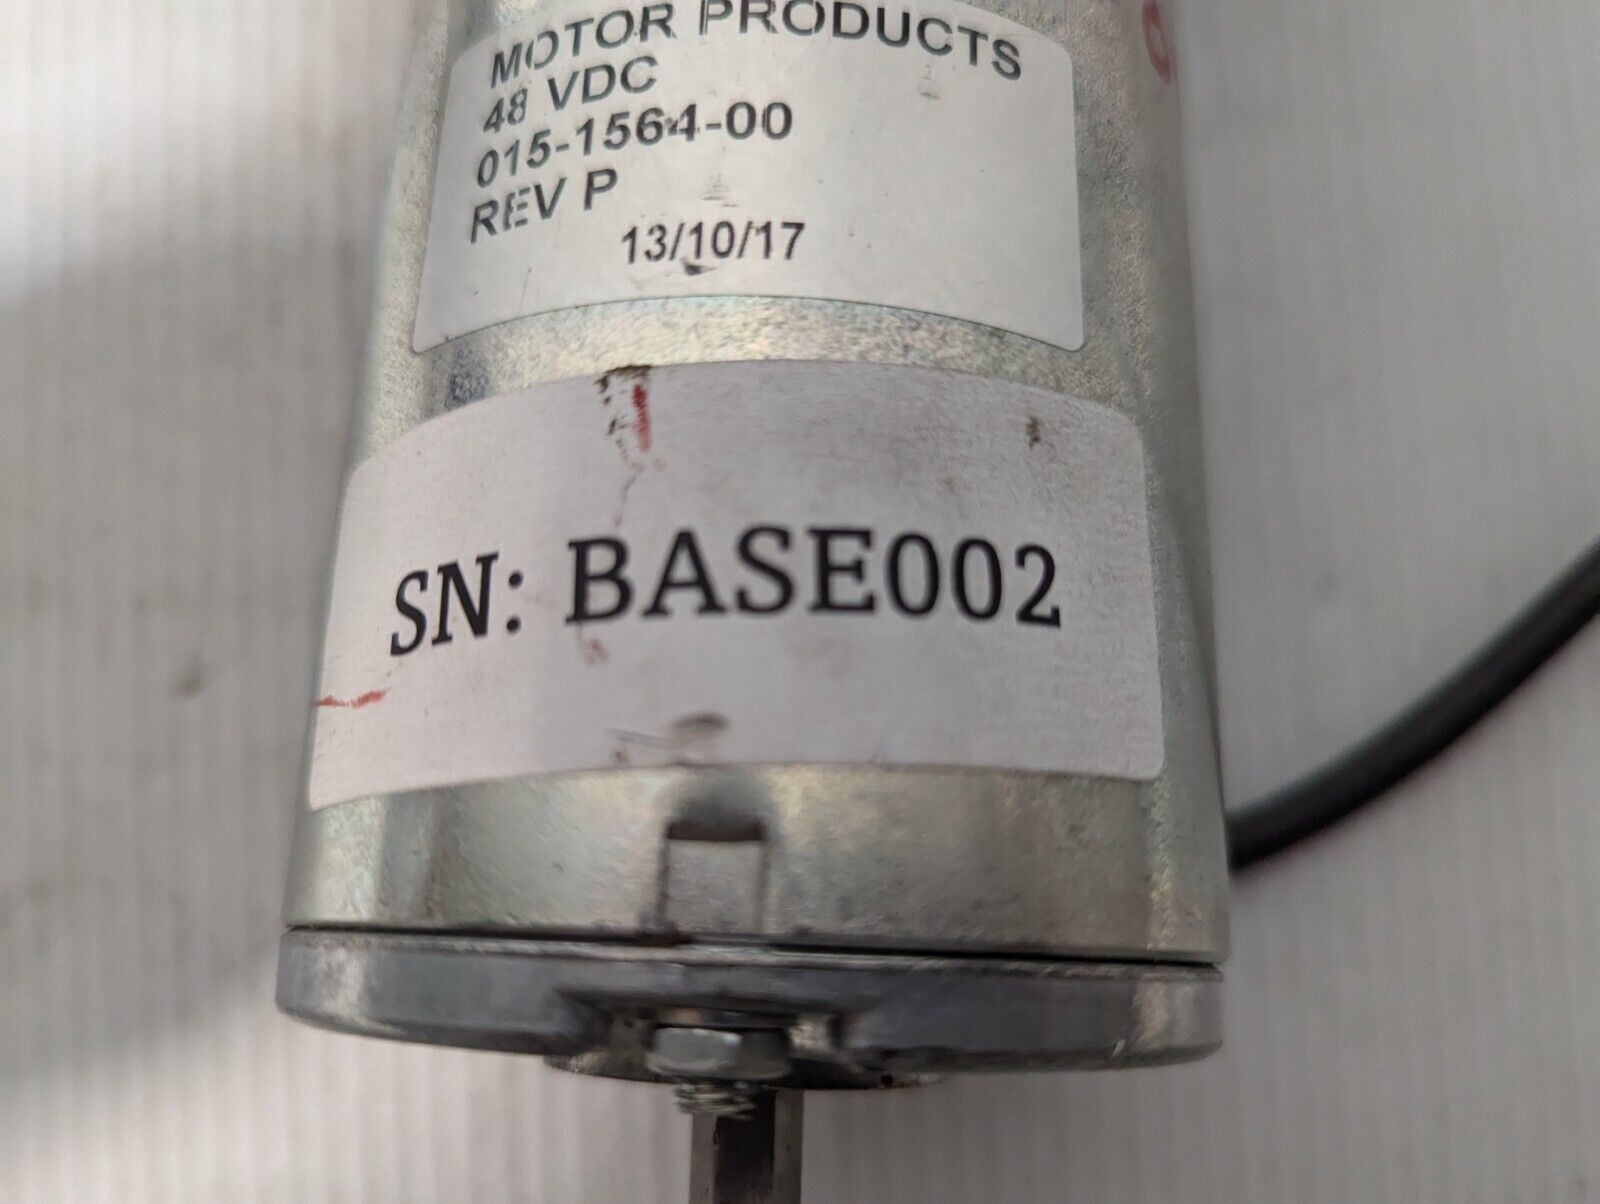 MOTOR PRODUCTS
48 VDC
015-1564-00
REV P
13/10/17
SN: BASE002